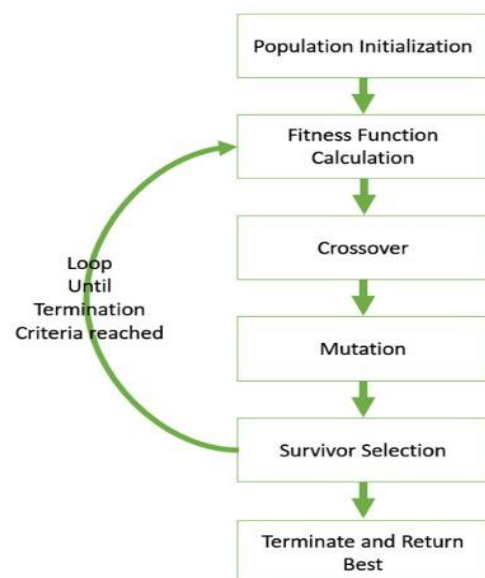 Population Initialization
Fitness Function
Calculation
Crossover
Loop
Until
Termination
Criteria reached
Mutation
Survivor Selection
Terminate and Return
Best